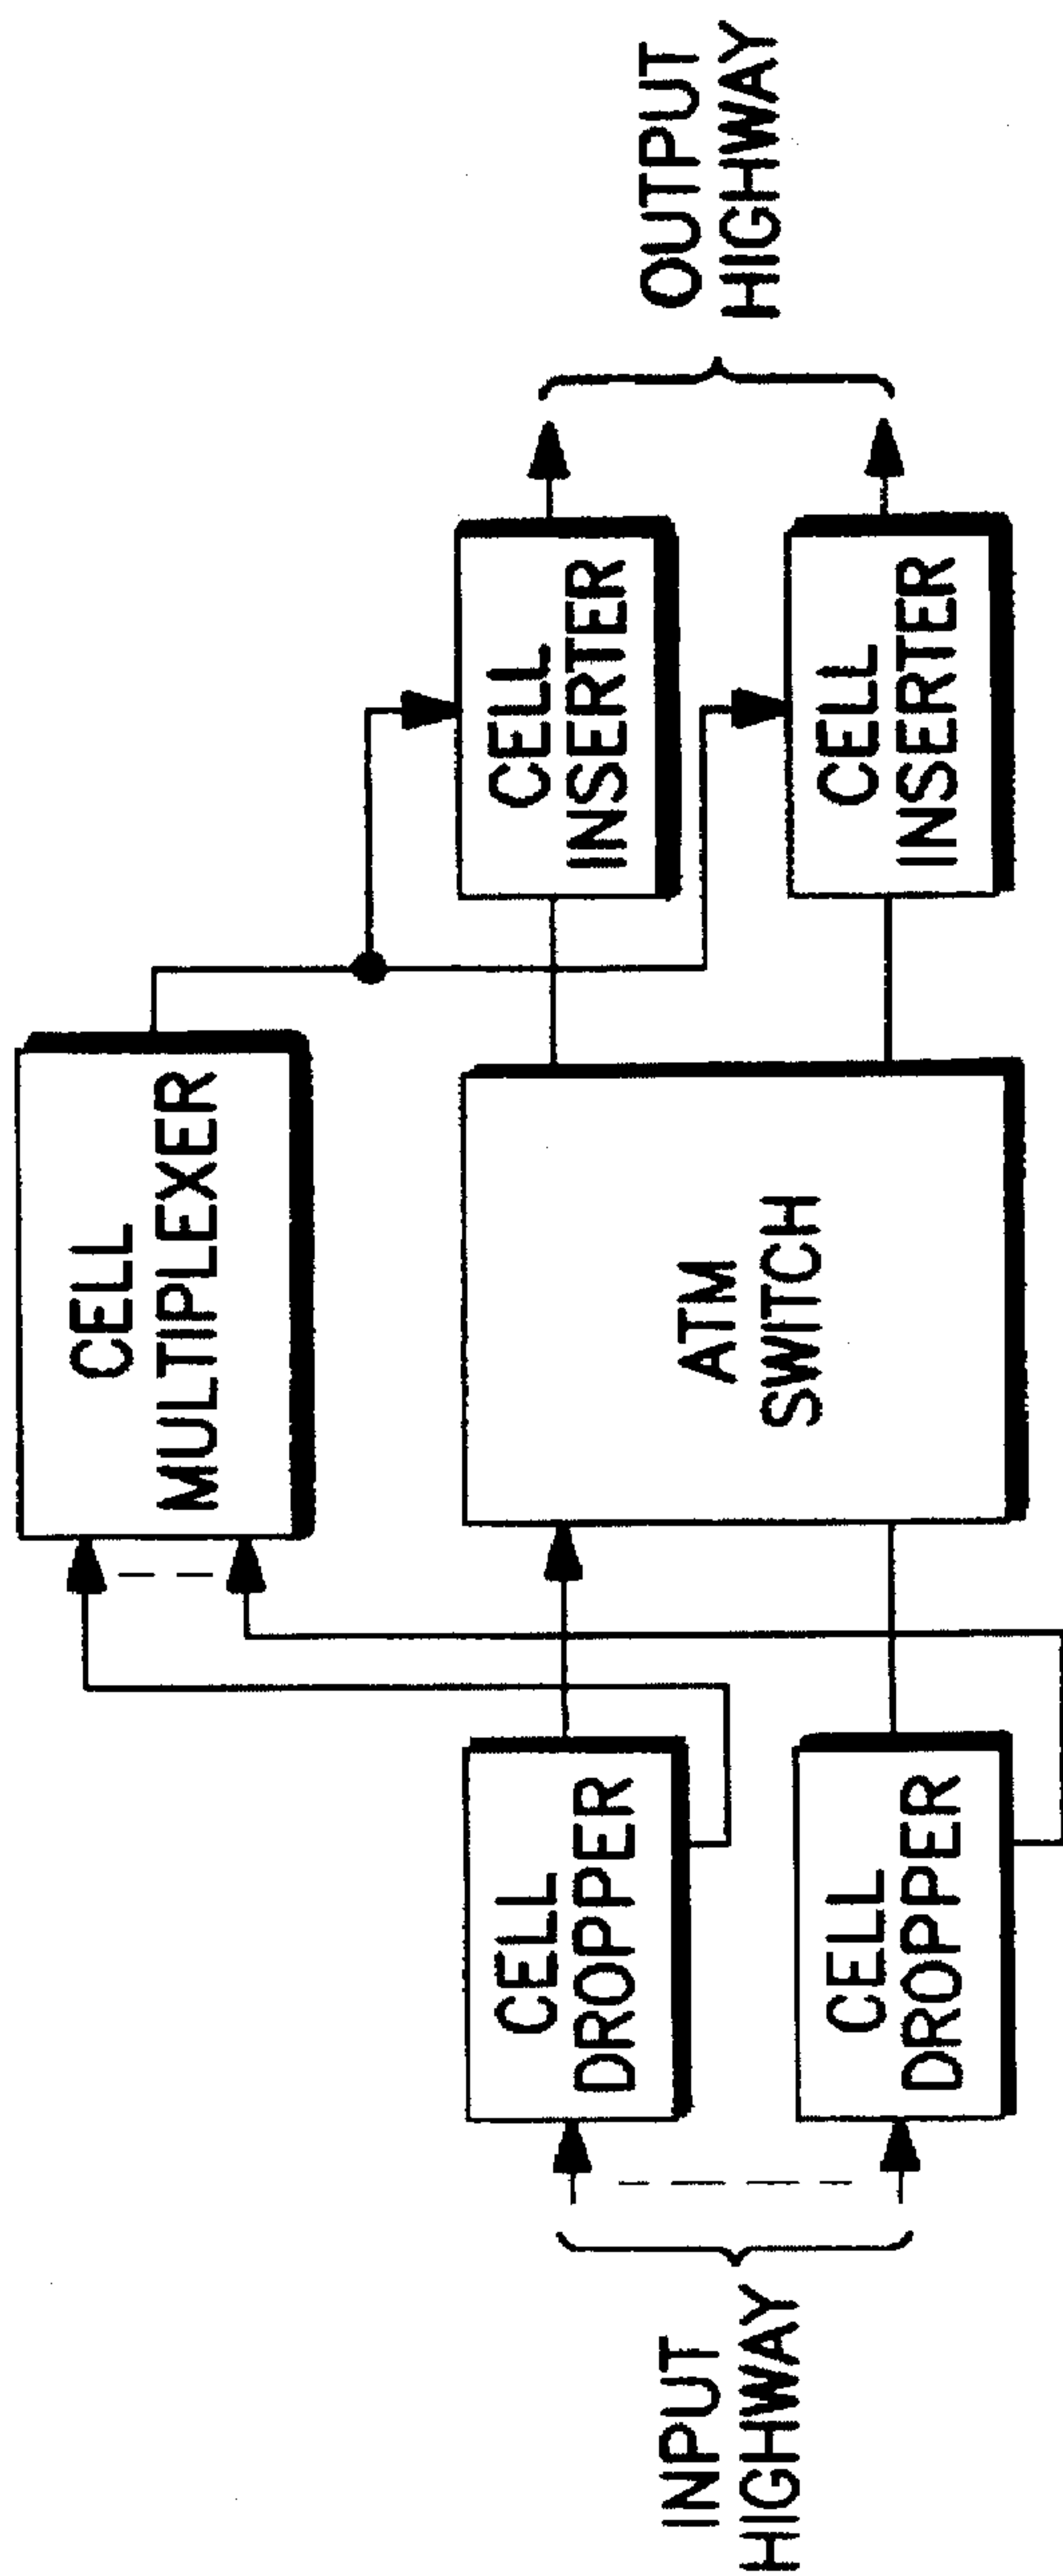 CELL
MULTIPLEXER
INPUT
HIGHWAY
CELL
DROPPER
CELL
DROPPER
ATM
SWITCH
CELL
INSERTER
CELL
INSERTER
OUTPUT
HIGHWAY